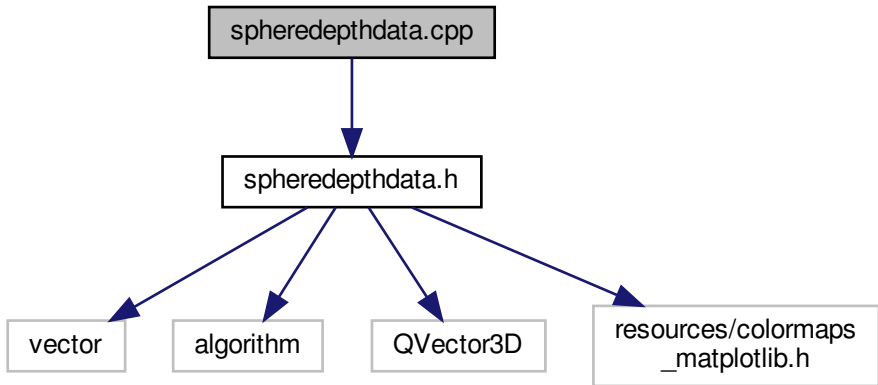 spheredepthdata.cpp
spheredepthdata.h
vector
algorithm
QVector3D
resources/colormaps
_matplotlib.h